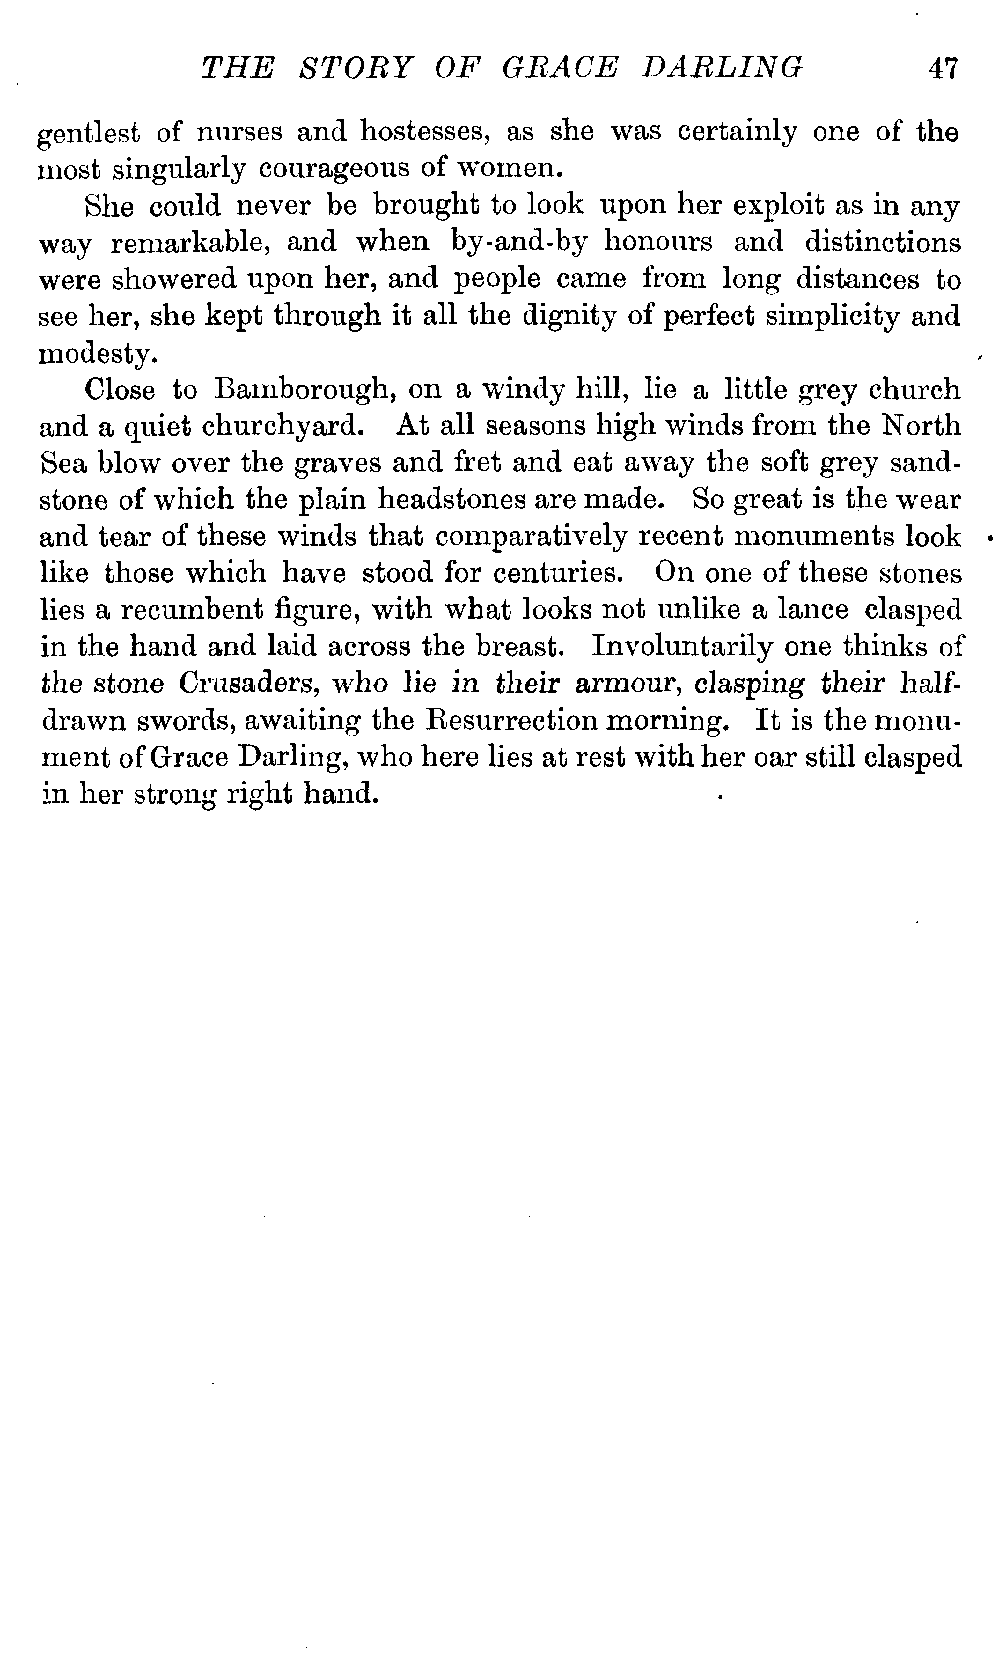 THE STORY OF GRACE DARLING 47
gentlest of nurses and hostesses, as she was certainly one of the
most singularly courageous of women.
She could never be brought to look upon her exploit as in any
way remarkable, and when by-and-by honours and distinctions
were showered upon her, and people came from long distances to
see her, she kept through it all the dignity of perfect simplicity and
modesty.
Close to Bamborough, on a windy hill, lie a little grey church
and a quiet churchyard. At all seasons high winds from the North
Sea blow over the graves and fret and eat away the soft grey sand-
stone of which the plain headstones are made. So great is the wear
and tear of these winds that comparatively recent monuments look
like those which have stood for centuries. On one of these stones
lies a recumbent figure, with what looks not unlike a lance clasped
in the hand and laid across the breast. Involuntarily one thinks of
the stone Crusaders, who lie in their armour, clasping their half-
drawn swords, awaiting the Resurrection morning. It is the monu-
ment of Grace Darling, who here lies at rest with her oar still clasped
in her strong right hand.